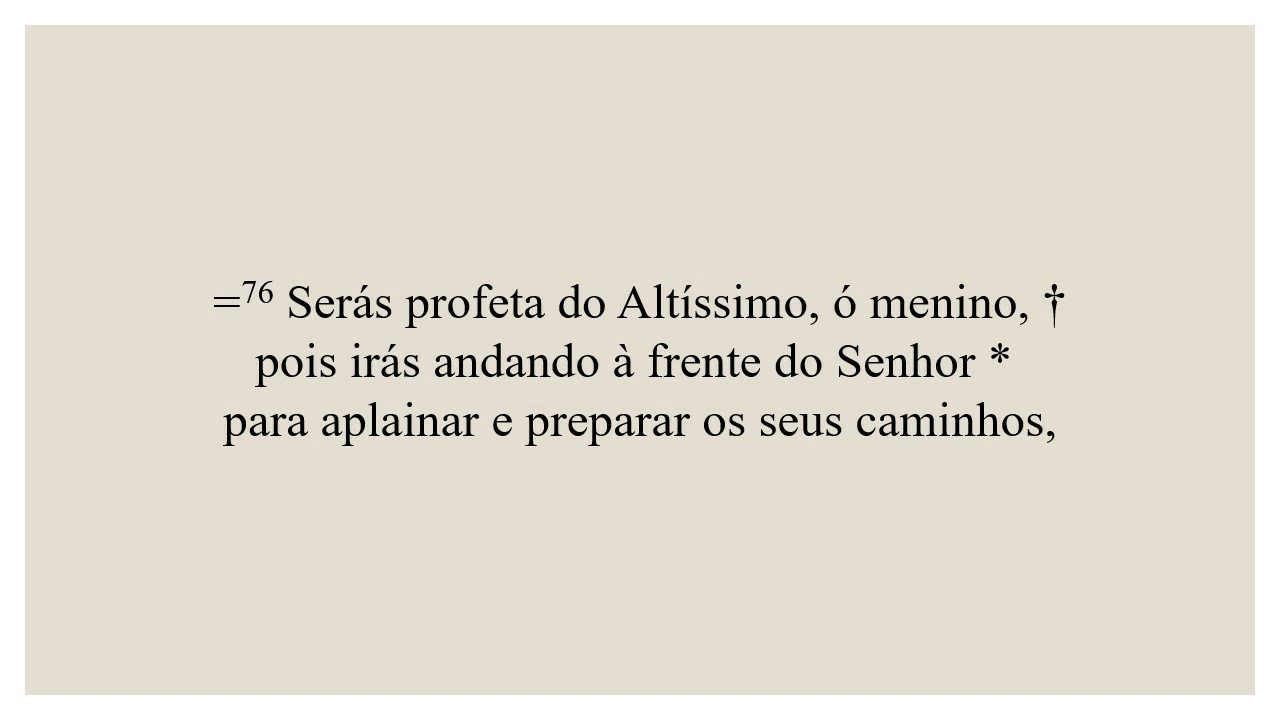 =76 Serás profeta do Altíssimo, ó menino, †
pois irás andando à frente do Senhor *
para aplainar e preparar os seus caminhos,